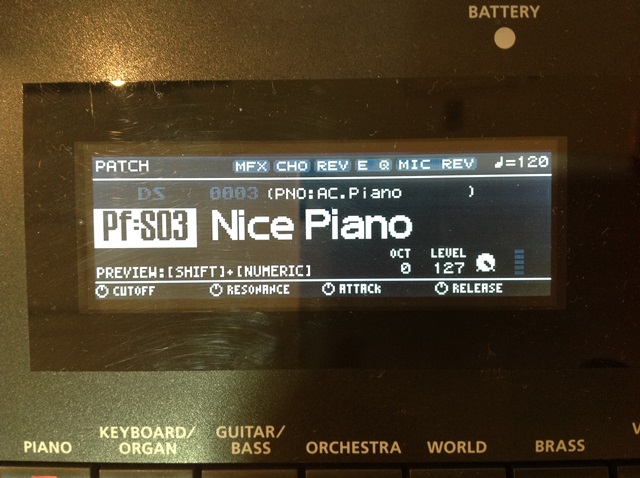 BATTERY
PATCH MFX CHO REV E Q MIC REV ♩=120
DS 0003 (PNO:AC.Piano )
Pf:S03 Nice Piano
OCT LEVEL
0 127
PREVIEW:[SHIFT]+[NUMERIC]
CUTOFF RESONANCE ATTACK RELEASE
PIANO KEYBOARD/ GUITAR/ ORCHESTRA WORLD BRASS V
ORGAN BASS